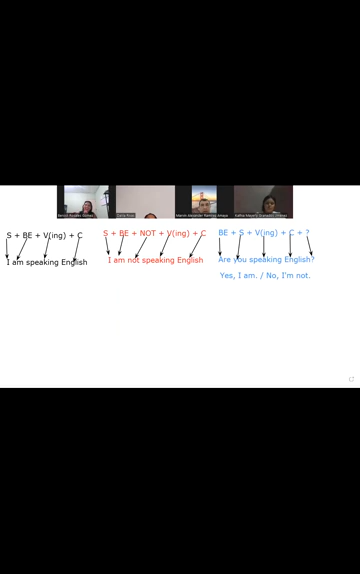 S + BE + V(ing) + C
I am speaking English
S + BE + NOT + V(ing) + C
I am not speaking English
BE + S + V(ing) + C + ?
Are you speaking English?
Yes, I am. / No, I'm not.
12